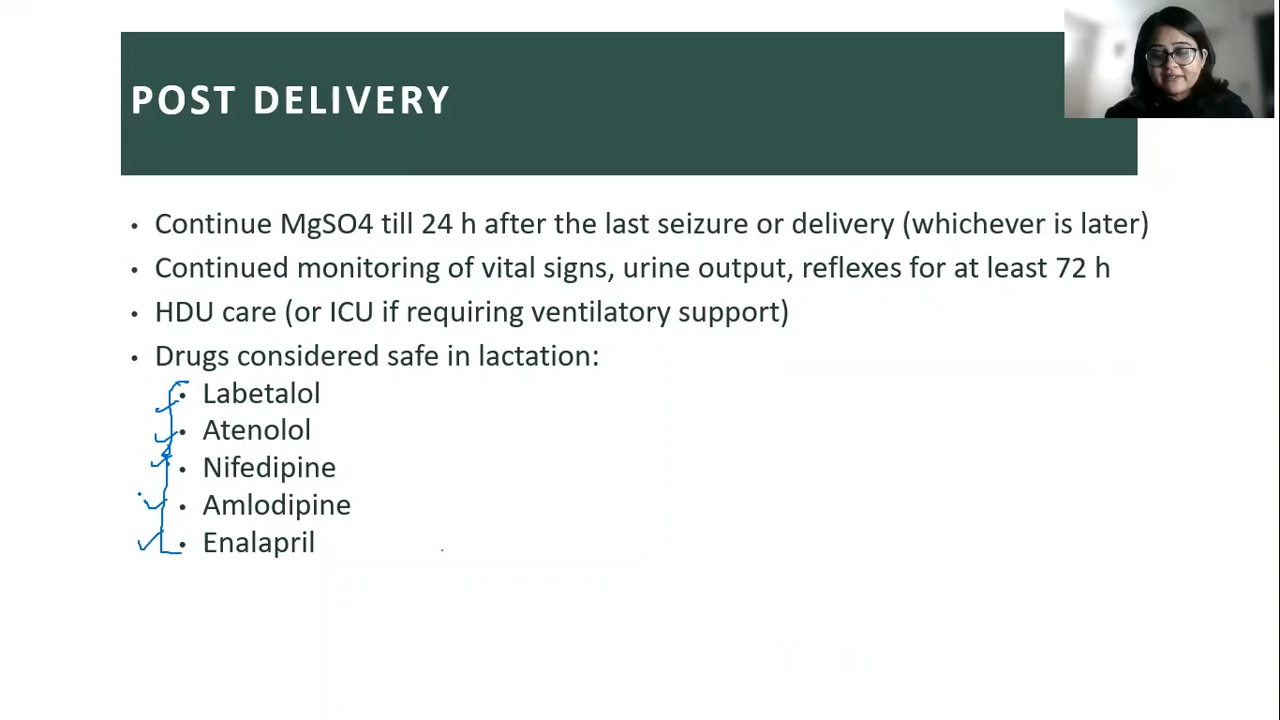 POST DELIVERY
• Continue MgSO4 till 24 h after the last seizure or delivery (whichever is later)
• Continued monitoring of vital signs, urine output, reflexes for at least 72 h
• HDU care (or ICU if requiring ventilatory support)
• Drugs considered safe in lactation:
• Labetalol
• Atenolol
• Nifedipine
• Amlodipine
• Enalapril